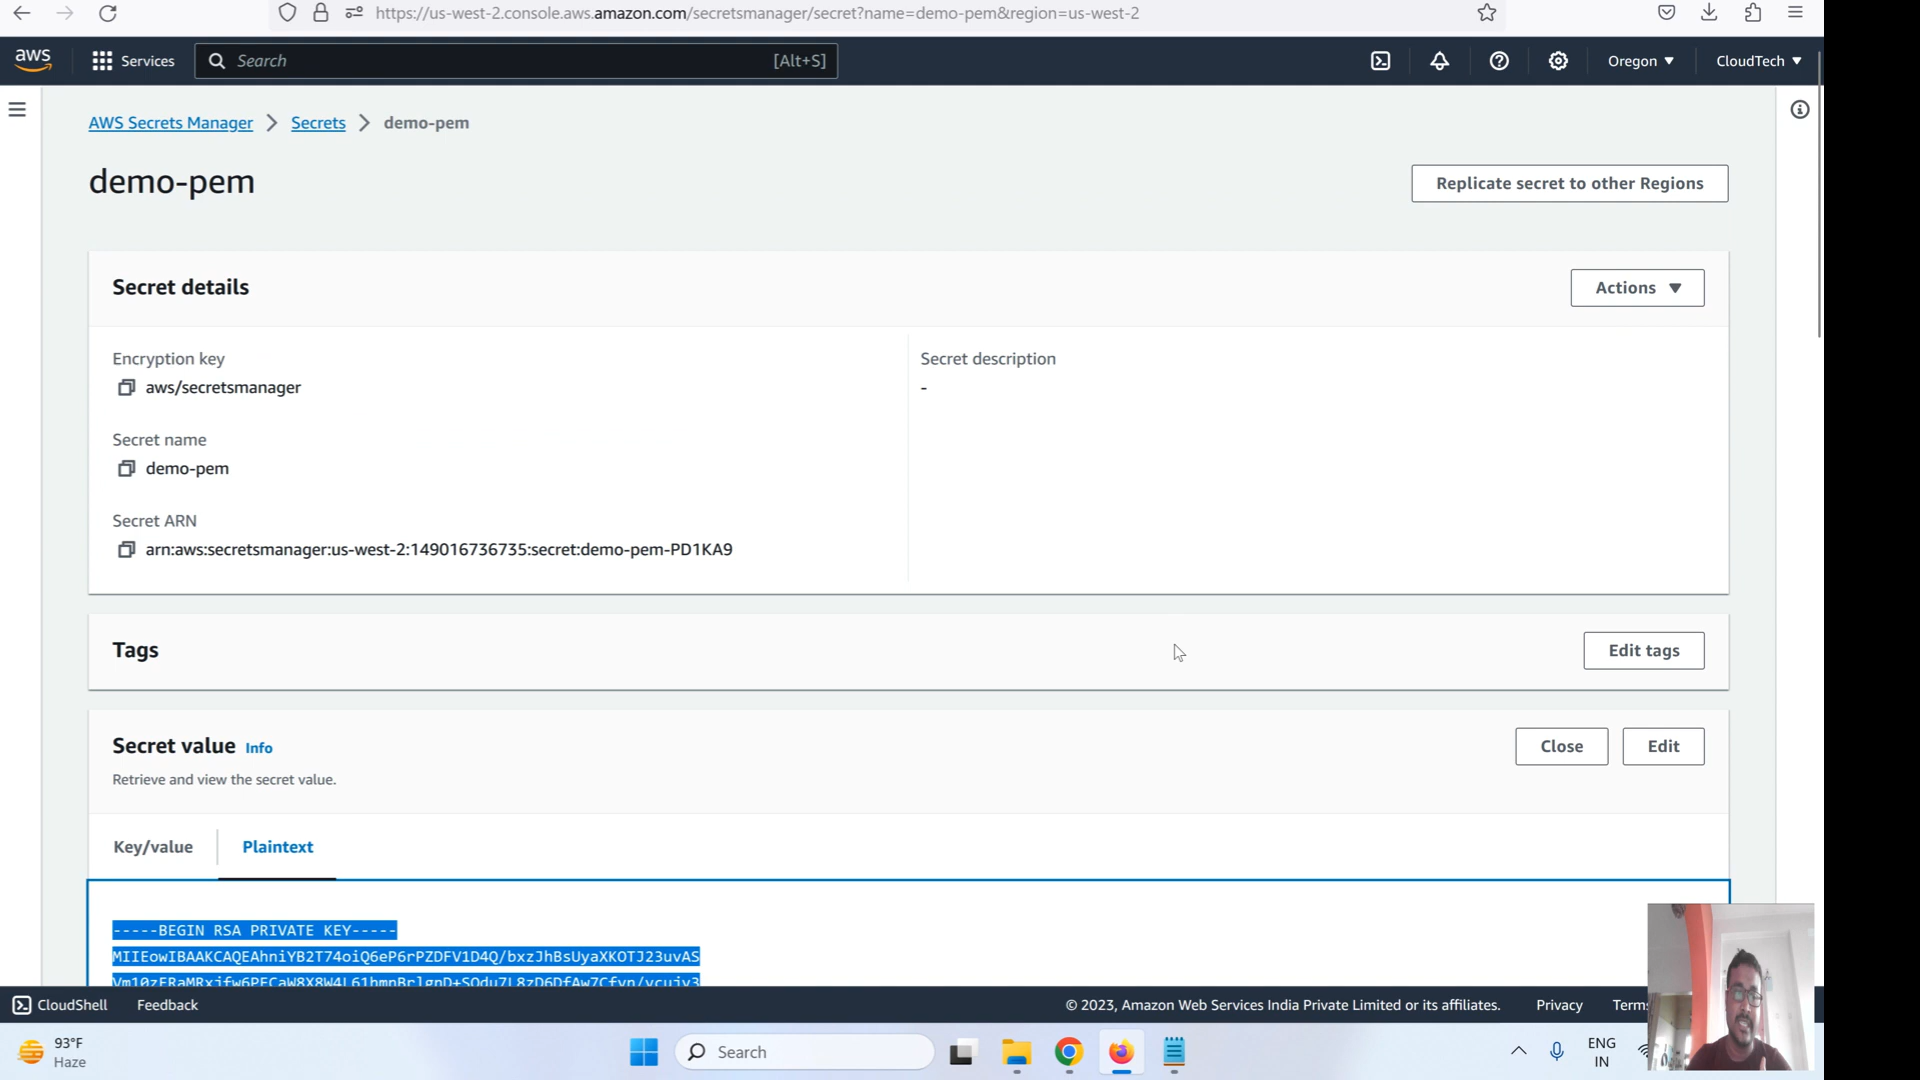 https://us-west-2.console.aws.amazon.com/secretsmanager/secret?name=demo-pem&region=us-west-2
aws Services Search [Alt+S] Oregon CloudTech
AWS Secrets Manager Secrets demo-pem
demo-pem
Replicate secret to other Regions
Secret details
Actions
Encryption key
aws/secretsmanager
Secret description
-
Secret name
demo-pem
Secret ARN
arn:aws:secretsmanager:us-west-2:149016736735:secret:demo-pem-PD1KA9
Tags
Edit tags
Secret value Info
Close
Edit
Retrieve and view the secret value.
Key/value
Plaintext
-----BEGIN RSA PRIVATE KEY-----
MIIEowIBAAKCAQEAhniYB2T74oiQ6eP6rPZDFV1D4Q/bxzJhBsUyaXKOTJ23uvAS
CloudShell Feedback © 2023, Amazon Web Services India Private Limited or its affiliates. Privacy Terms
93°F
Haze
Search
ENG
IN